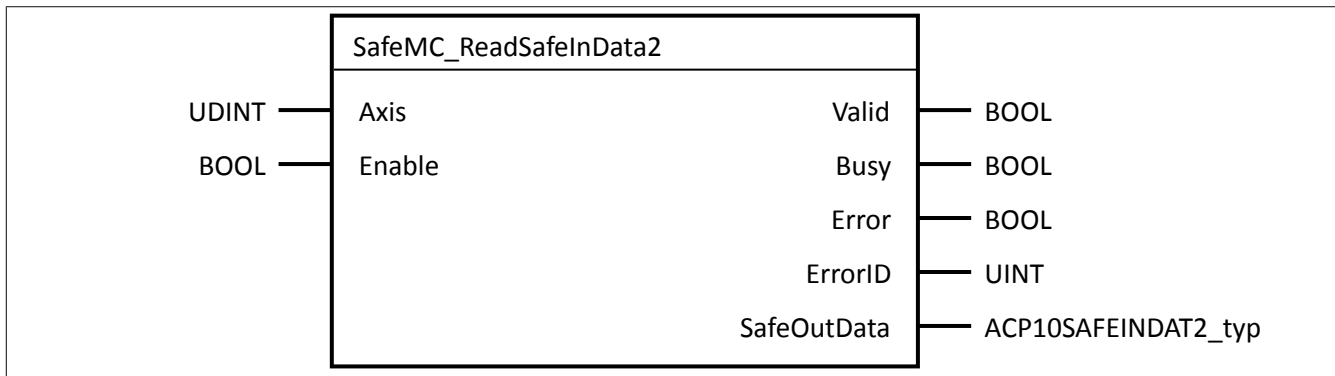 SafeMC_ReadSafeInData2
UDINT Axis Valid BOOL
BOOL Enable Busy BOOL
Error BOOL
ErrorID UINT
SafeOutData ACP10SAFEINDAT2_typ